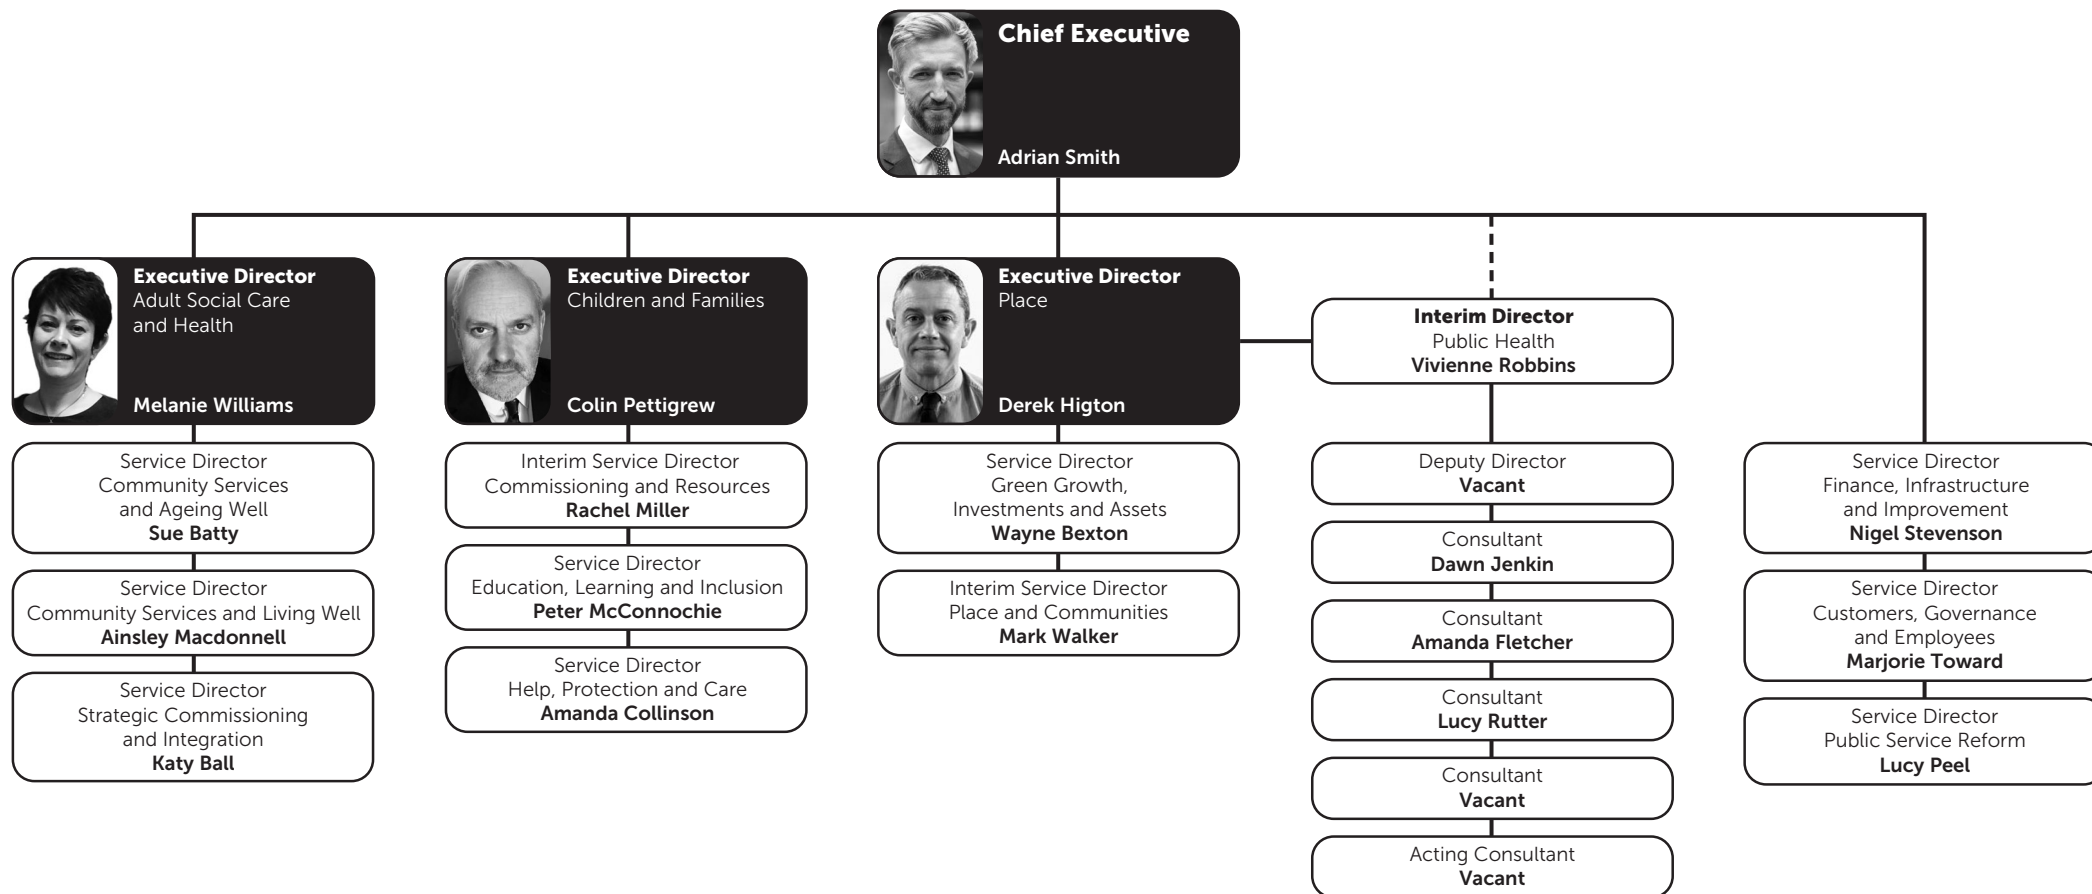 Chief Executive
Adrian Smith
Executive Director
Adult Social Care
and Health
Melanie Williams
Service Director
Community Services
and Ageing Well
Sue Batty
Service Director
Community Services and Living Well
Ainsley Macdonnell
Service Director
Strategic Commissioning
and Integration
Katy Ball
Executive Director
Children and Families
Colin Pettigrew
Interim Service Director
Commissioning and Resources
Rachel Miller
Service Director
Education, Learning and Inclusion
Peter McConnochie
Service Director
Help, Protection and Care
Amanda Collinson
Executive Director
Place
Derek Higton
Service Director
Green Growth,
Investments and Assets
Wayne Bexton
Interim Service Director
Place and Communities
Mark Walker
Interim Director
Public Health
Vivienne Robbins
Deputy Director
Vacant
Consultant
Dawn Jenkin
Consultant
Amanda Fletcher
Consultant
Lucy Rutter
Consultant
Vacant
Acting Consultant
Vacant
Service Director
Finance, Infrastructure
and Improvement
Nigel Stevenson
Service Director
Customers, Governance
and Employees
Marjorie Toward
Service Director
Public Service Reform
Lucy Peel